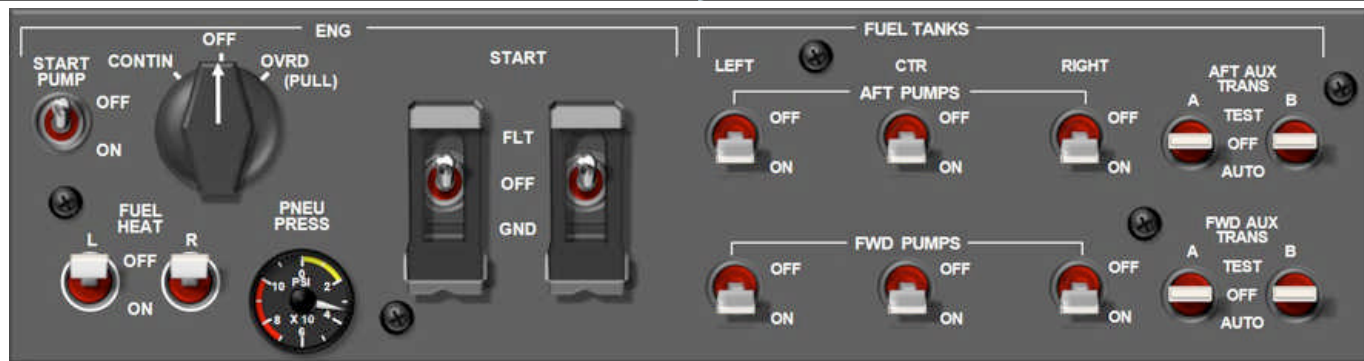 ENG
OFF
CONTIN
OVRD
(PULL)
START
PUMP
OFF
ON
START
FLT
OFF
GND
FUEL
HEAT
L
R
OFF
ON
PNEU
PRESS
0
PSI
2
4
6
8
10
X 10
FUEL TANKS
LEFT
CTR
RIGHT
AFT PUMPS
OFF
ON
OFF
ON
OFF
ON
AFT AUX
TRANS
A
B
TEST
OFF
AUTO
FWD PUMPS
OFF
ON
OFF
ON
OFF
ON
FWD AUX
TRANS
A
B
TEST
OFF
AUTO